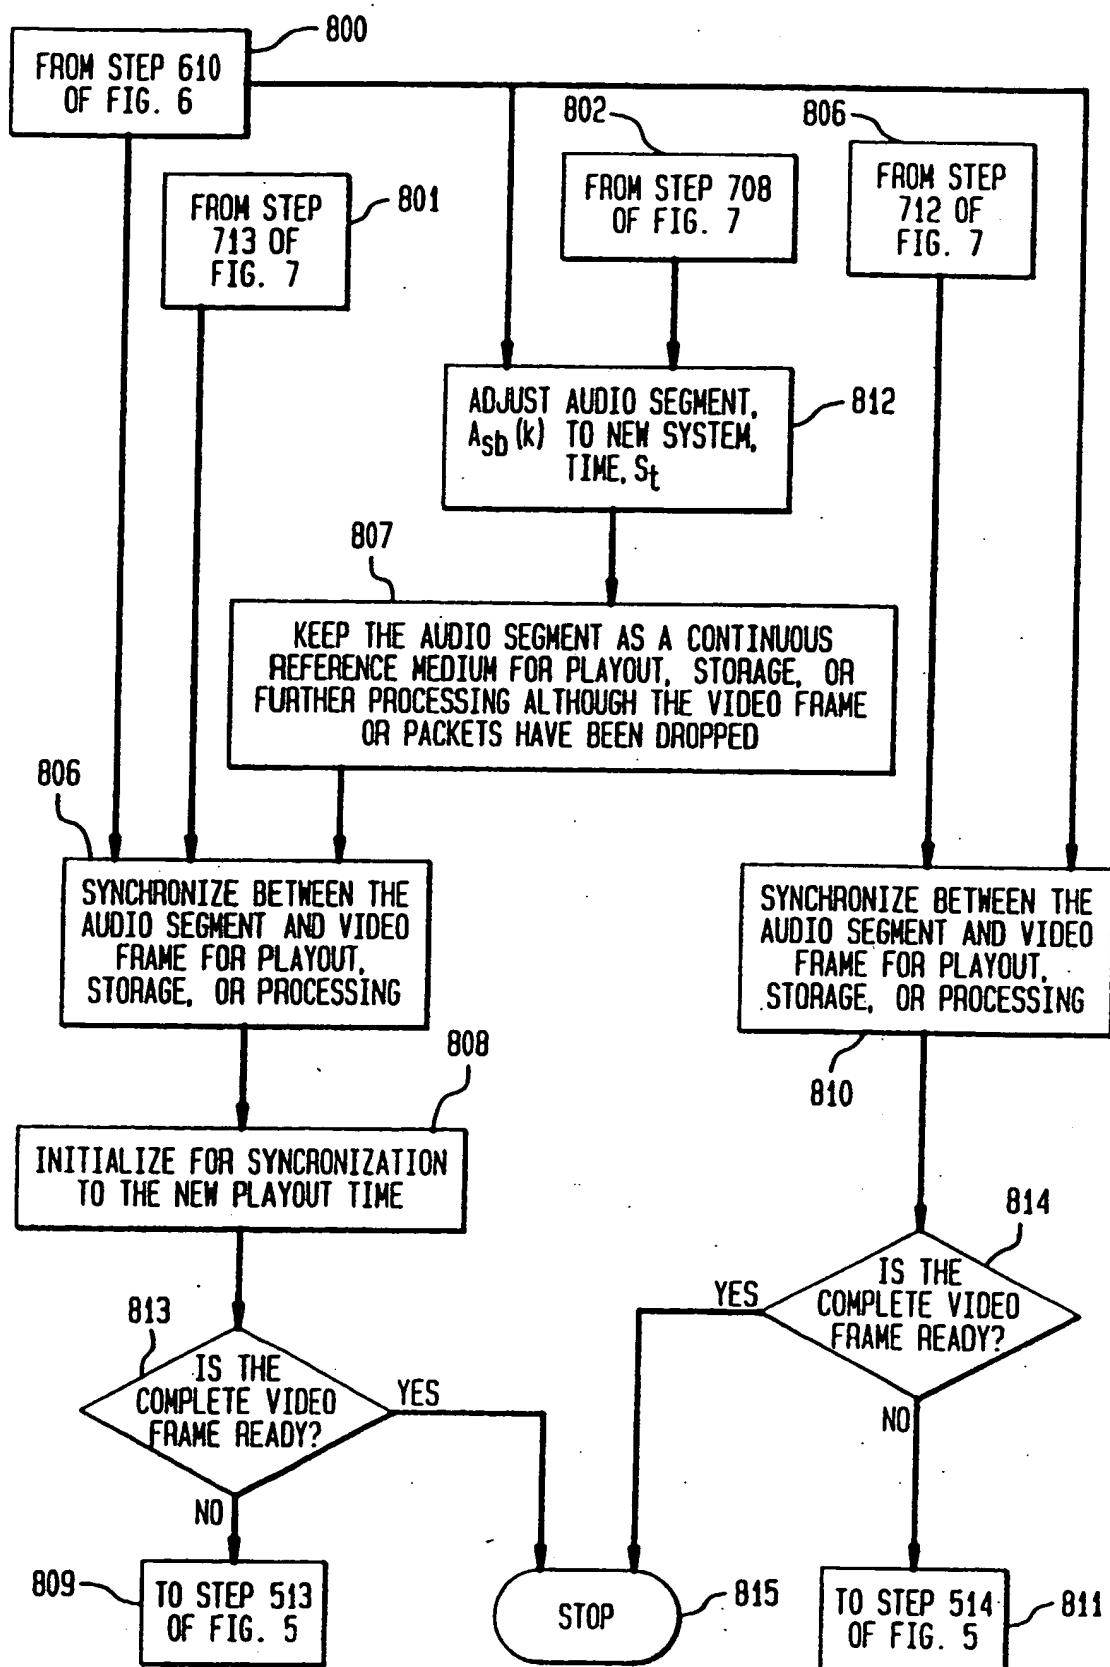 800
FROM STEP 610
OF FIG. 6
802
806
FROM STEP
713 OF
FIG. 7
801
FROM STEP 708
OF FIG. 7
FROM STEP
712 OF
FIG. 7
ADJUST AUDIO SEGMENT,
Asb(k) TO NEW SYSTEM,
TIME, St
812
807
KEEP THE AUDIO SEGMENT AS A CONTINUOUS
REFERENCE MEDIUM FOR PLAYOUT, STORAGE, OR
FURTHER PROCESSING ALTHOUGH THE VIDEO FRAME
OR PACKETS HAVE BEEN DROPPED
806
SYNCHRONIZE BETWEEN THE
AUDIO SEGMENT AND VIDEO
FRAME FOR PLAYOUT,
STORAGE, OR PROCESSING
SYNCHRONIZE BETWEEN THE
AUDIO SEGMENT AND VIDEO
FRAME FOR PLAYOUT,
STORAGE, OR PROCESSING
810
808
INITIALIZE FOR SYNCRONIZATION
TO THE NEW PLAYOUT TIME
814
IS THE
COMPLETE VIDEO
FRAME READY?
YES
NO
813
IS THE
COMPLETE VIDEO
FRAME READY?
YES
NO
809
TO STEP 513
OF FIG. 5
STOP
815
TO STEP 514
OF FIG. 5
811